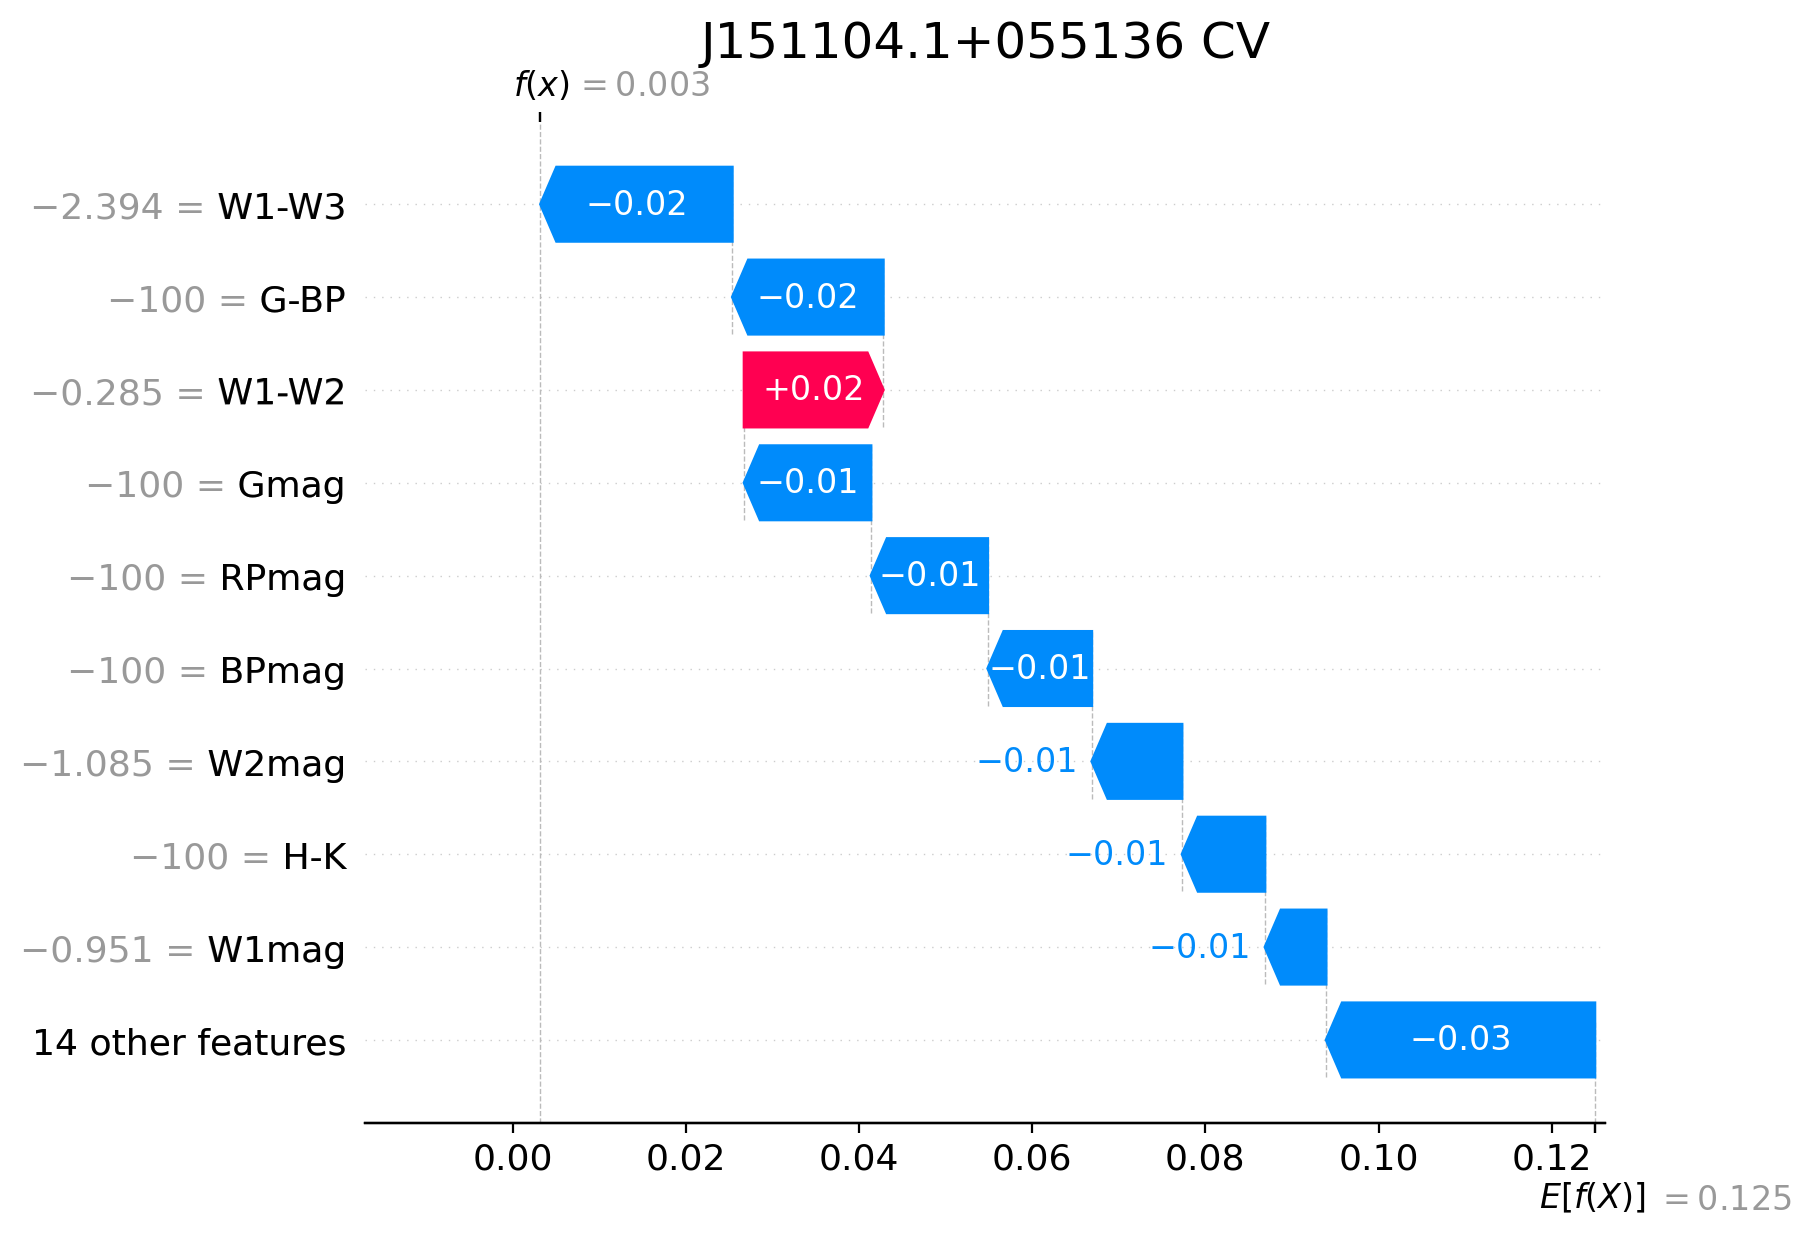 J151104.1+055136 CV
f(x) = 0.003
−2.394 = W1-W3 −0.02
−100 = G-BP −0.02
−0.285 = W1-W2 +0.02
−100 = Gmag −0.01
−100 = RPmag −0.01
−100 = BPmag −0.01
−1.085 = W2mag −0.01
−100 = H-K −0.01
−0.951 = W1mag −0.01
14 other features −0.03
0.00 0.02 0.04 0.06 0.08 0.10 0.12
E[f(X)] = 0.125